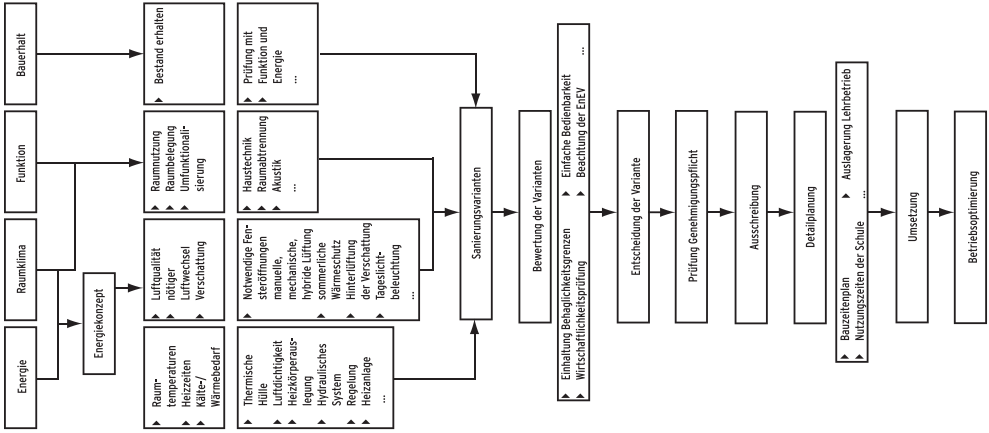 Energie
Raumklima
Funktion
Bauerhalt
Energiekonzept
▸ Raum-
temperaturen
▸ Heizzeiten
▸ Kälte-/
Wärmebedarf
▸ Luftqualität
▸ nötiger
Luftwechsel
▸ Verschattung
▸ Raumnutzung
▸ Raumbelegung
▸ Umfunktionali-
sierung
▸ Bestand erhalten
▸ Thermische
Hülle
▸ Luftdichtigkeit
▸ Heizkörperaus-
legung
▸ Hydraulisches
System
▸ Regelung
▸ Heizanlage
...
▸ Notwendige Fen-
steröffnungen
manuelle,
mechanische,
hybride Lüftung
▸ sommerliche
Wärmeschutz
▸ Hinterlüftung
der Verschattung
▸ Tageslicht-
beleuchtung
...
▸ Haustechnik
▸ Raumabtrennung
▸ Akustik
...
▸ Prüfung mit
▸ Funktion und
Energie
...
Sanierungsvarianten
Bewertung der Varianten
▸ Einhaltung Behaglichkeitsgrenzen
▸ Wirtschaftlichkeitsprüfung
▸ Einfache Bedienbarkeit
▸ Beachtung der EnEV
...
Entscheidung der Variante
Prüfung Genehmigungspflicht
Ausschreibung
Detailplanung
▸ Bauzeitenplan
▸ Nutzungszeiten der Schule
▸ Auslagerung Lehrbetrieb
...
Umsetzung
Betriebsoptimierung